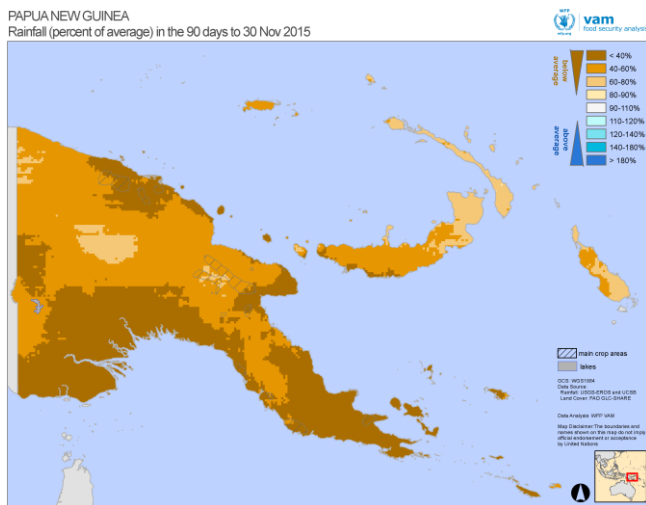 PAPUA NEW GUINEA
Rainfall (percent of average) in the 90 days to 30 Nov 2015
WFP
wfp.org
vam
food security analysis
below average
above average
< 40%
40-60%
60-80%
80-90%
90-110%
110-120%
120-140%
140-180%
> 180%
main crop areas
lakes
GCS: WGS1984
Data Source:
Rainfall: USGS-EROS and UCSB
Land Cover: FAO GLC-SHARE
Data Analysis: WFP VAM
Map Disclaimer: The boundaries and
names shown on this map do not imply
official endorsement or acceptance
by United Nations